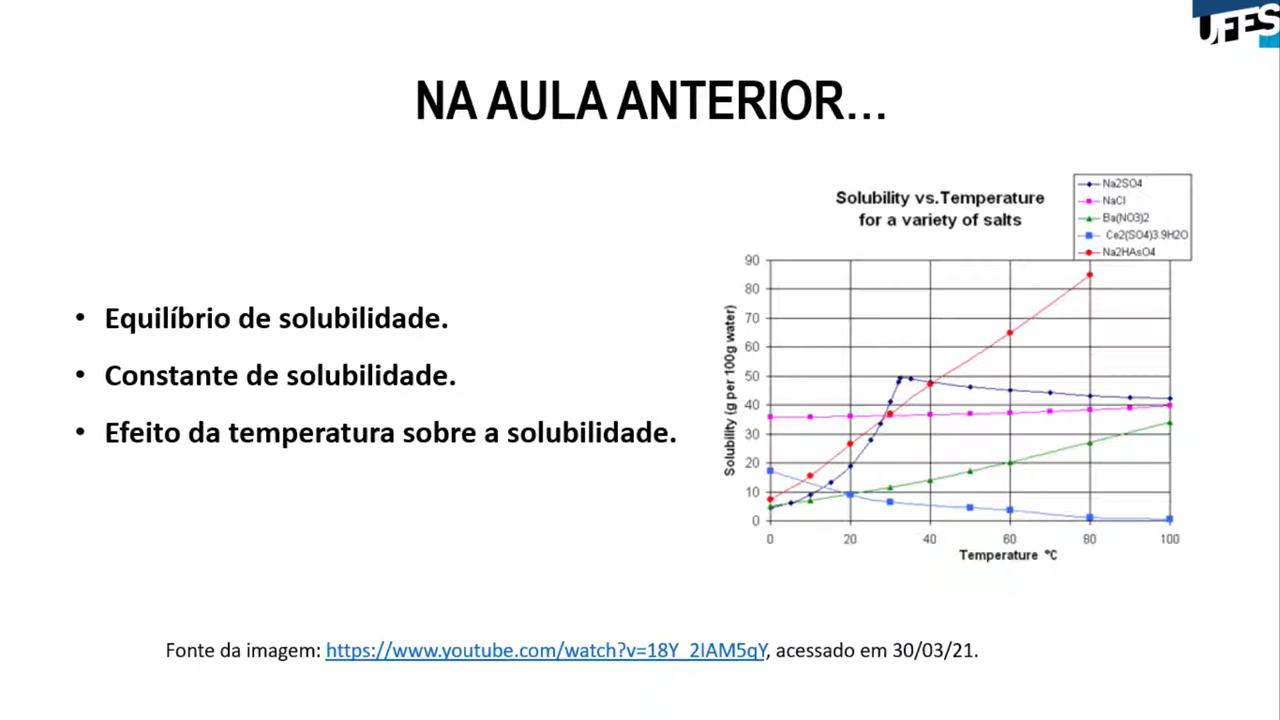 UFES
NA AULA ANTERIOR...
• Equilíbrio de solubilidade.
• Constante de solubilidade.
• Efeito da temperatura sobre a solubilidade.
Solubility vs.Temperature
for a variety of salts
Na2SO4
NaCl
Ba(NO3)2
Ce2(SO4)3.9H2O
Na2HAsO4
Solubility (g per 100g water)
90
80
70
60
50
40
30
20
10
0
0 20 40 60 80 100
Temperature °C
Fonte da imagem: https://www.youtube.com/watch?v=18Y_2IAM5qY, acessado em 30/03/21.